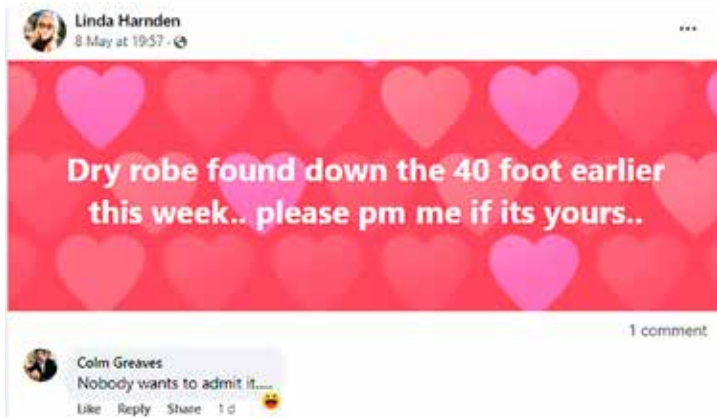 Linda Harnden
8 May at 19:57 ·
Dry robe found down the 40 foot earlier
this week.. please pm me if its yours..
1 comment
Colm Greaves
Nobody wants to admit it....
Like Reply Share 1 d